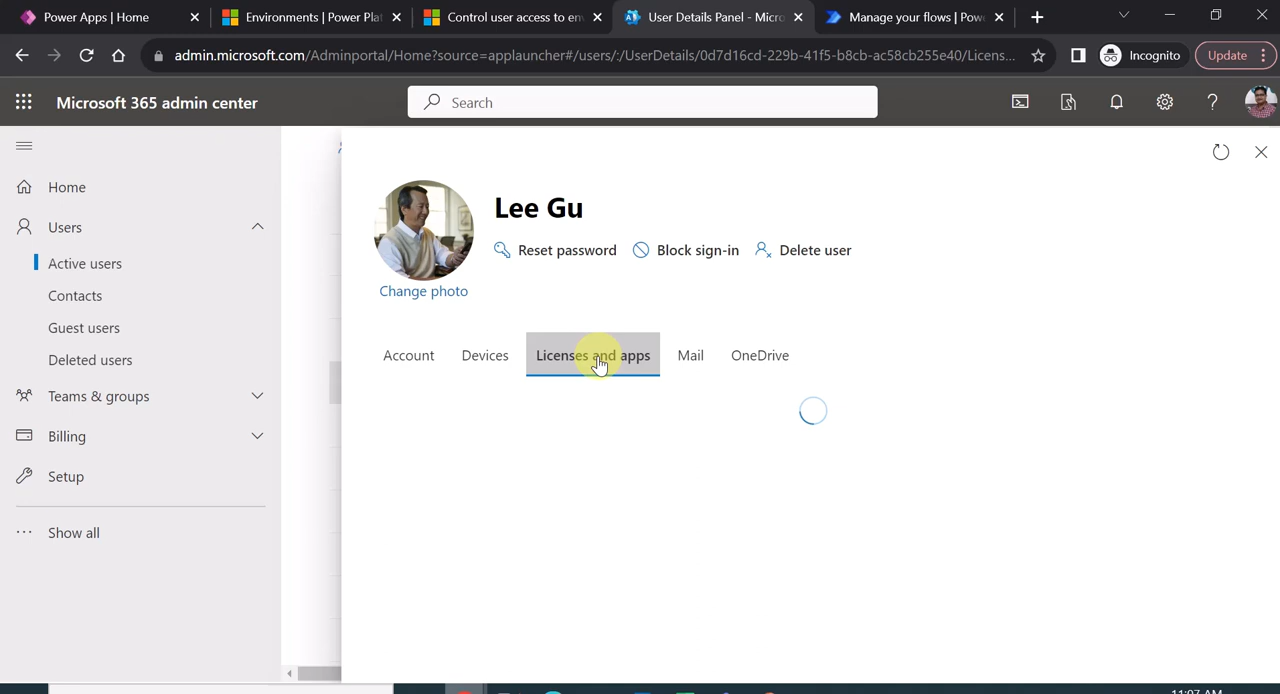 Power Apps | Home
Environments | Power Plat
Control user access to en
User Details Panel - Micro
Manage your flows | Pow
admin.microsoft.com/Adminportal/Home?source=applauncher#/users/:/UserDetails/0d7d16cd-229b-41f5-b8cb-ac58cb255e40/Licens...
Incognito
Update
Microsoft 365 admin center
Search
Home
Users
Active users
Contacts
Guest users
Deleted users
Teams & groups
Billing
Setup
Show all
Lee Gu
Reset password
Block sign-in
Delete user
Change photo
Account
Devices
Licenses and apps
Mail
OneDrive
11:07 AM